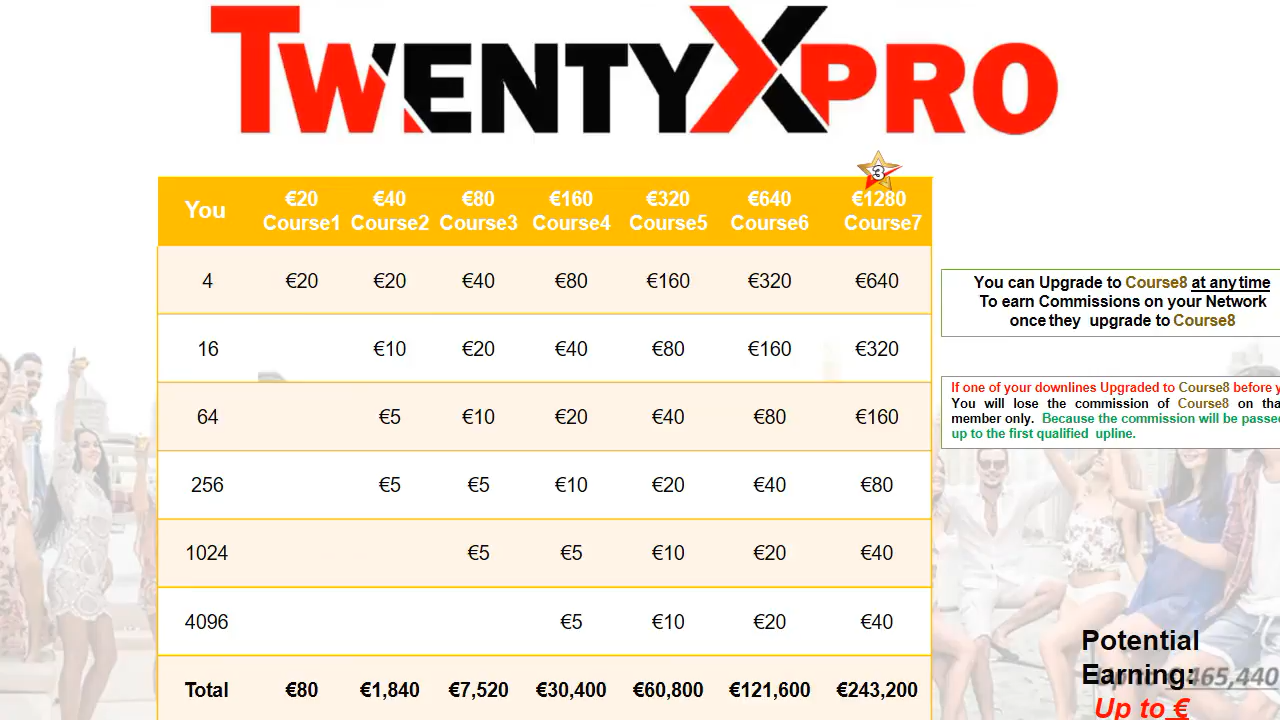 TWENTYXPRO
3
You €20 €40 €80 €160 €320 €640 €1280
Course1 Course2 Course3 Course4 Course5 Course6 Course7
4 €20 €20 €40 €80 €160 €320 €640
16 €10 €20 €40 €80 €160 €320
64 €5 €10 €20 €40 €80 €160
256 €5 €5 €10 €20 €40 €80
1024 €5 €5 €10 €20 €40
4096 €5 €10 €20 €40
Total €80 €1,840 €7,520 €30,400 €60,800 €121,600 €243,200
You can Upgrade to Course8 at any time
To earn Commissions on your Network
once they upgrade to Course8
If one of your downlines Upgraded to Course8 before
You will lose the commission of Course8 on
member only. Because the commission will be passed
up to the first qualified upline.
Potential
Earning:
465,440
Up to €